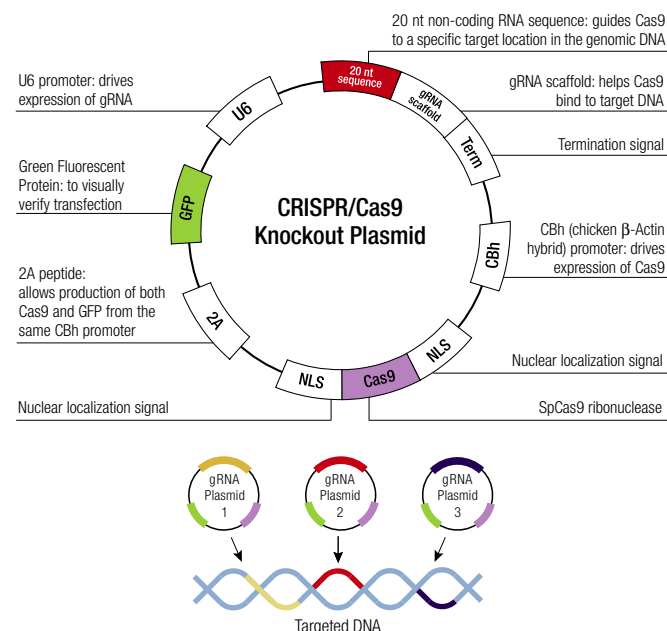 20 nt non-coding RNA sequence: guides Cas9
to a specific target location in the genomic DNA
U6 promoter: drives
expression of gRNA
gRNA scaffold: helps Cas9
bind to target DNA
Termination signal
Green Fluorescent
Protein: to visually
verify transfection
CBh (chicken β-Actin
hybrid) promoter: drives
expression of Cas9
2A peptide:
allows production of both
Cas9 and GFP from the
same CBh promoter
Nuclear localization signal
Nuclear localization signal
SpCas9 ribonuclease
CRISPR/Cas9
Knockout Plasmid
20 nt
sequence
gRNA
scaffold
Term
CBh
NLS
Cas9
NLS
2A
GFP
U6
gRNA
Plasmid
1
gRNA
Plasmid
2
gRNA
Plasmid
3
Targeted DNA